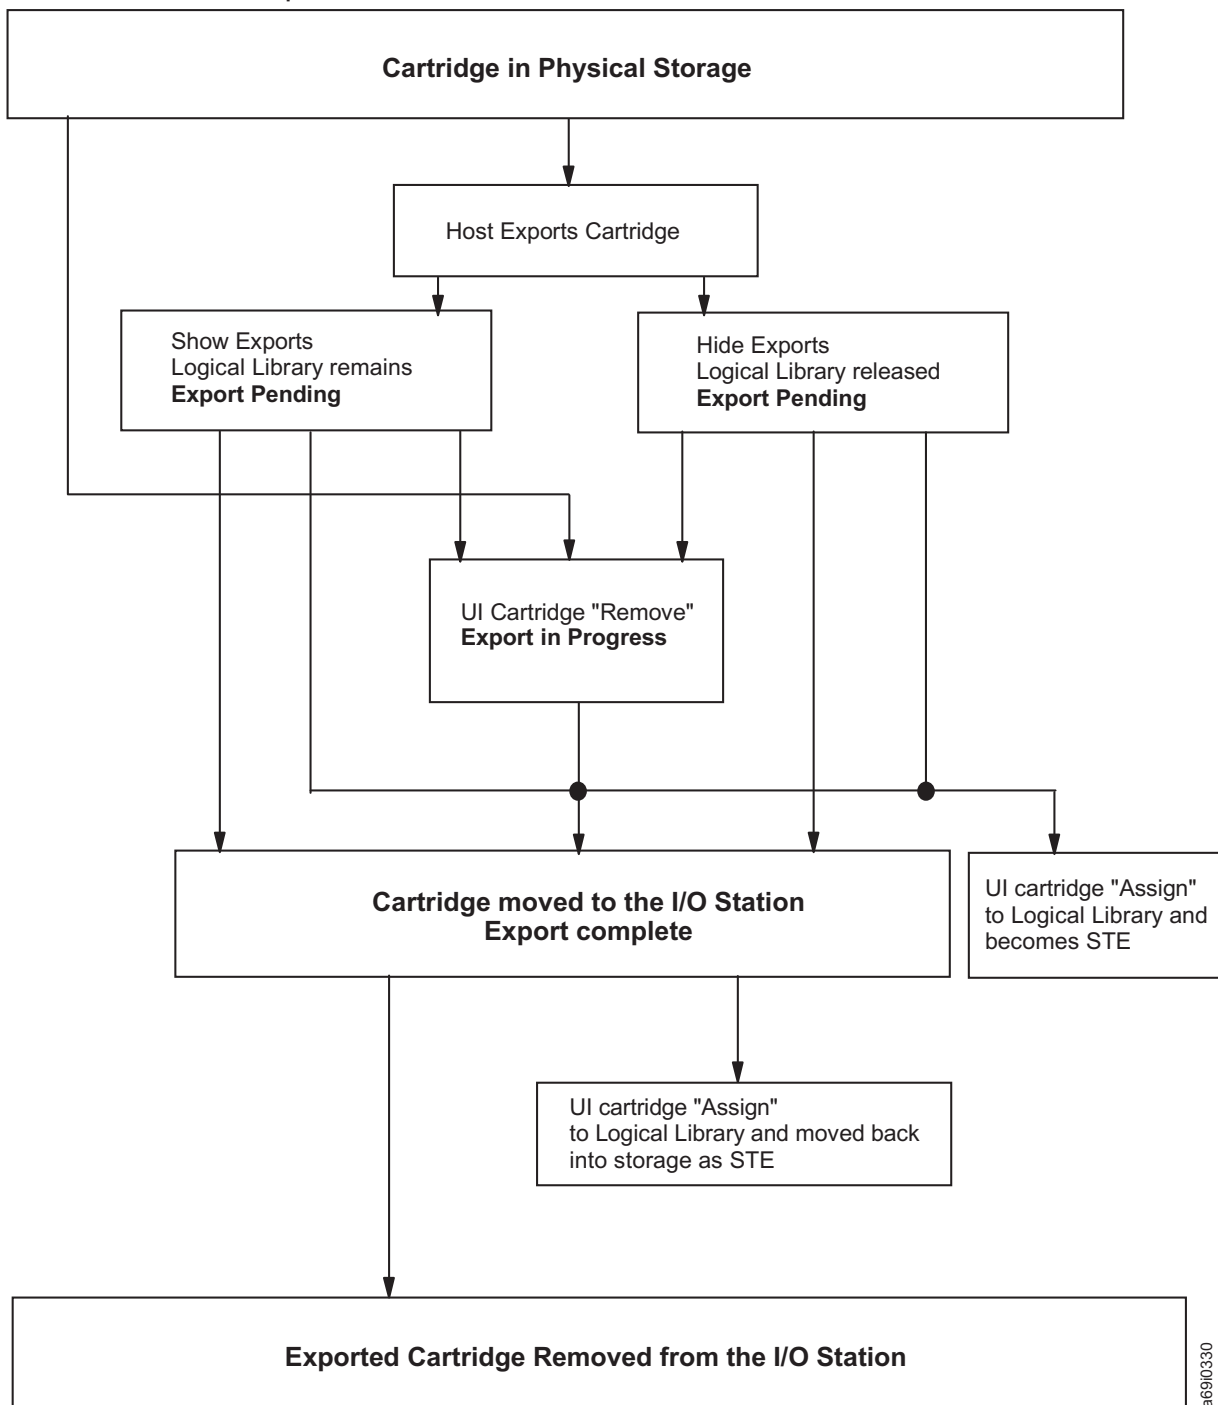 Cartridge in Physical Storage
Host Exports Cartridge
Show Exports
Logical Library remains
Export Pending
Hide Exports
Logical Library released
Export Pending
UI Cartridge "Remove"
Export in Progress
Cartridge moved to the I/O Station
Export complete
UI cartridge "Assign"
to Logical Library and
becomes STE
UI cartridge "Assign"
to Logical Library and moved back
into storage as STE
Exported Cartridge Removed from the I/O Station
a69i0330